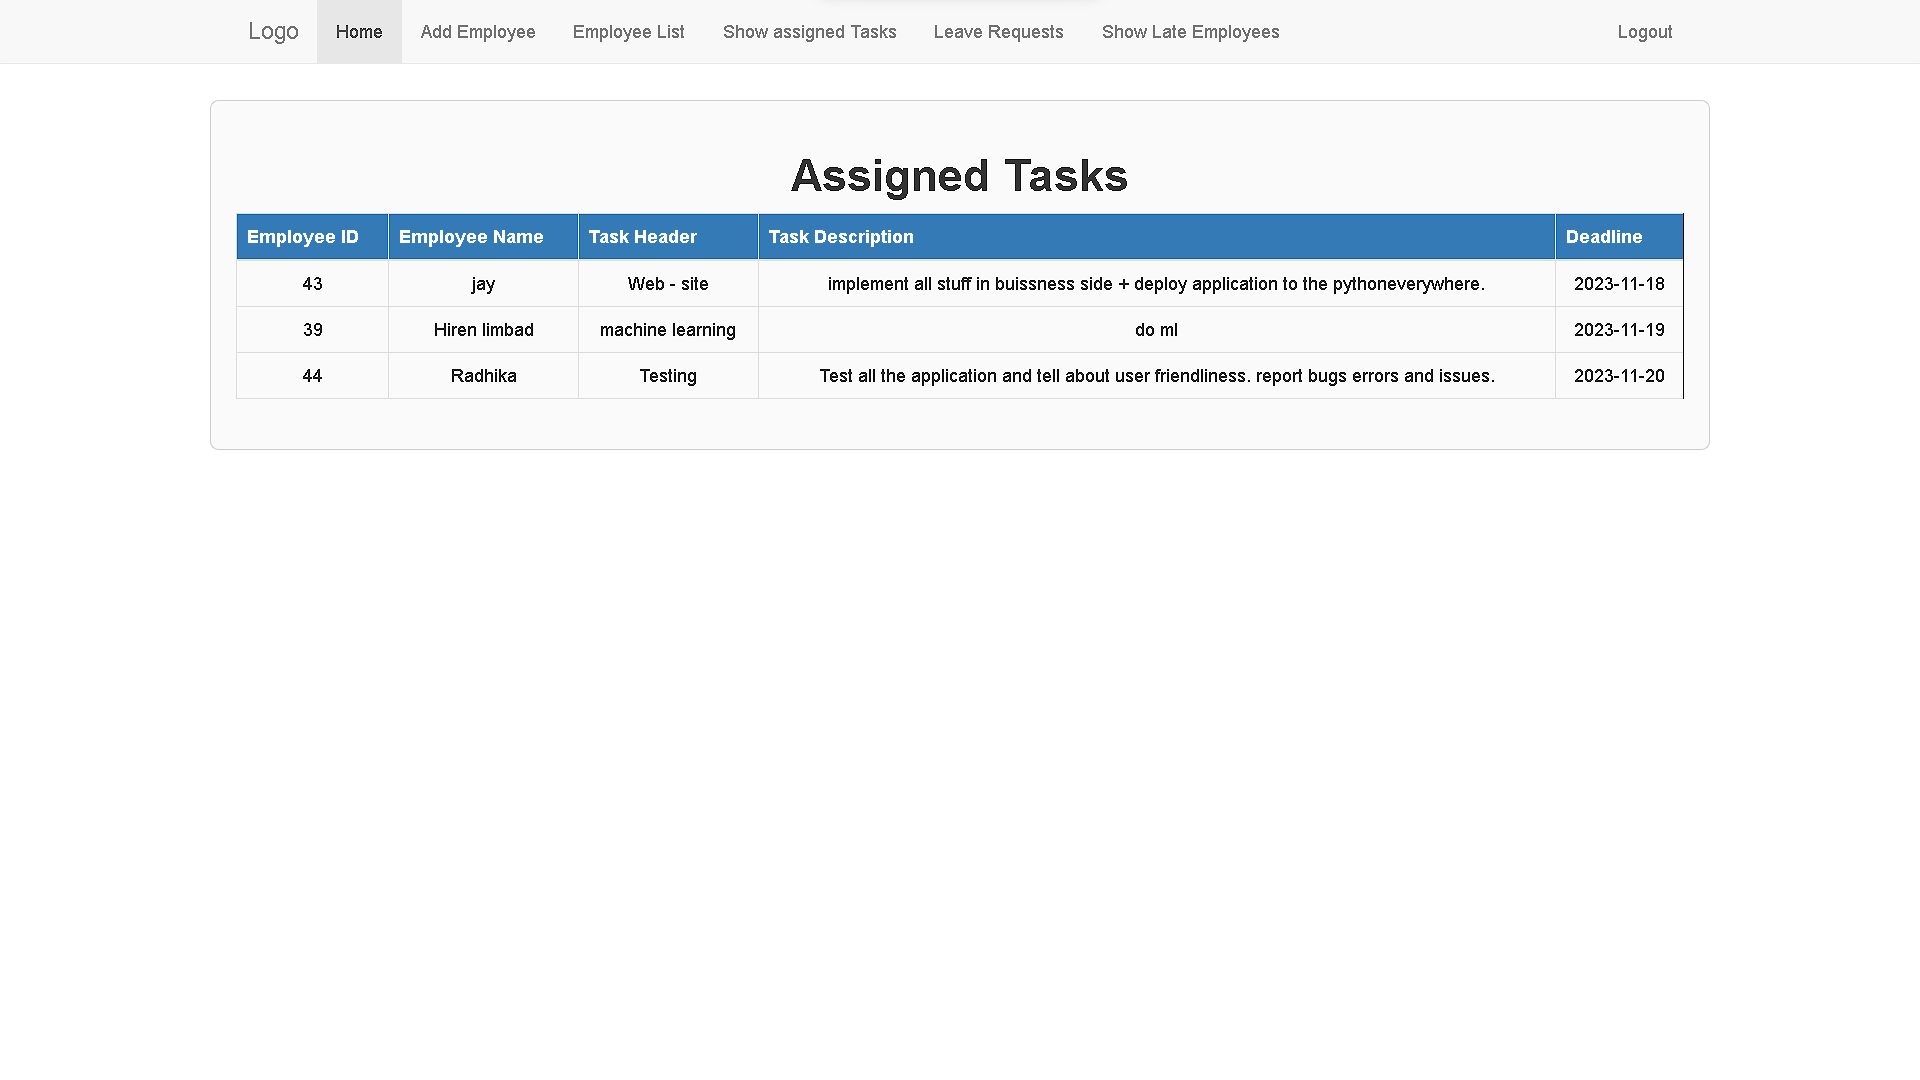 Logo Home Add Employee Employee List Show assigned Tasks Leave Requests Show Late Employees Logout
Assigned Tasks
Employee ID Employee Name Task Header Task Description Deadline
43 jay Web - site implement all stuff in buissness side + deploy application to the pythoneverywhere. 2023-11-18
39 Hiren limbad machine learning do ml 2023-11-19
44 Radhika Testing Test all the application and tell about user friendliness. report bugs errors and issues. 2023-11-20